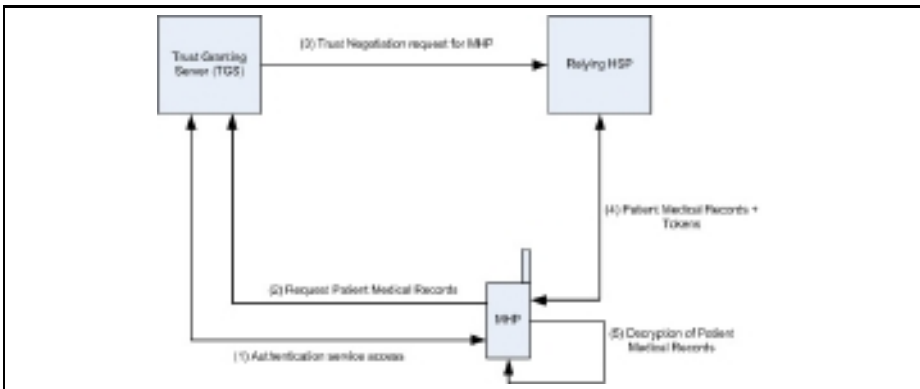 (3) Trust Negotiation request for MHP
Trust Granting
Server (TGS)
Relying HSP
(4) Patient Medical Records +
Tokens
(2) Request Patient Medical Records
MHP
(5) Decryption of Patient
Medical Records
(1) Authentication service access